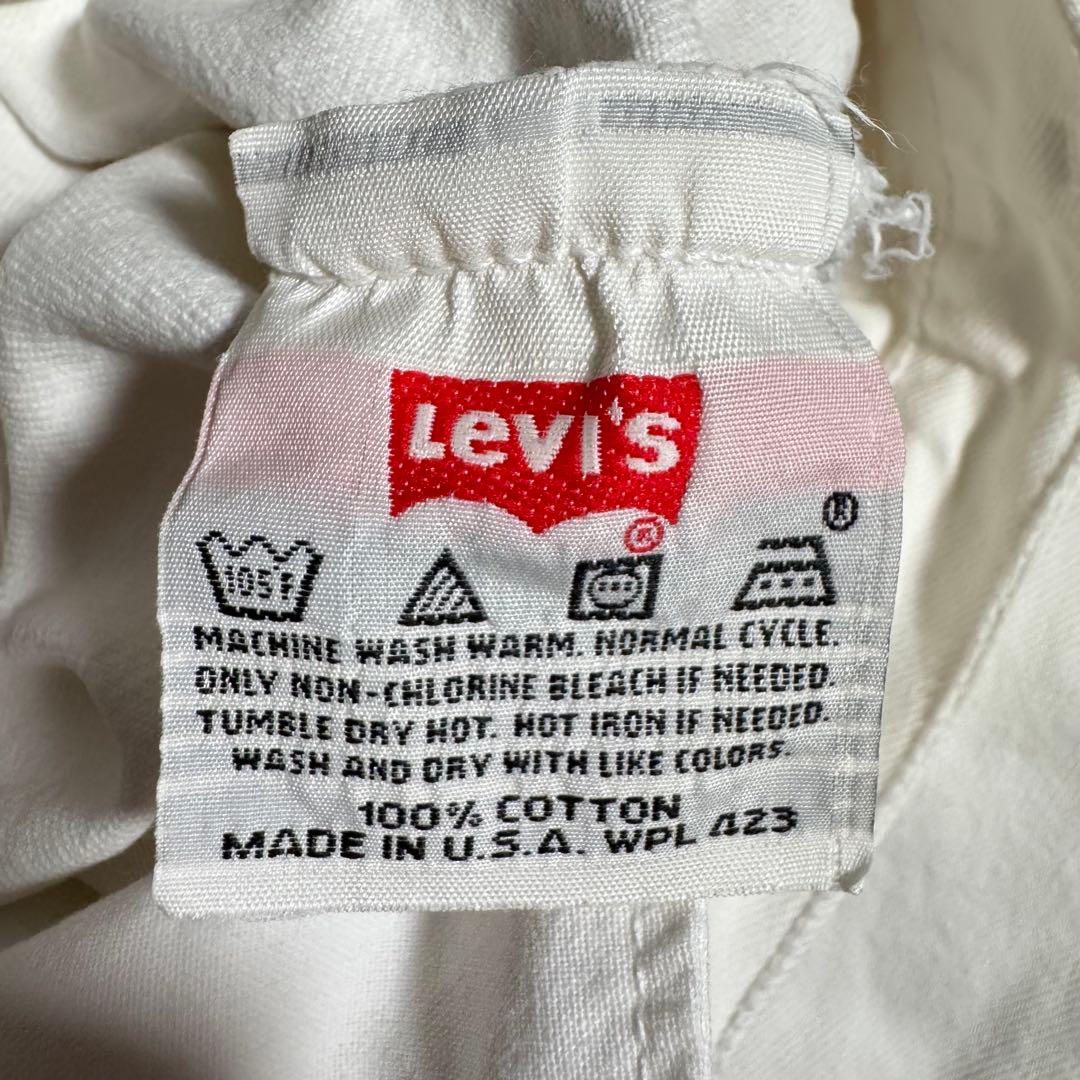 Levi's
®
®
105F
MACHINE WASH WARM. NORMAL CYCLE.
ONLY NON-CHLORINE BLEACH IF NEEDED.
TUMBLE DRY HOT. HOT IRON IF NEEDED.
WASH AND DRY WITH LIKE COLORS.
100% COTTON
MADE IN U.S.A. WPL 423